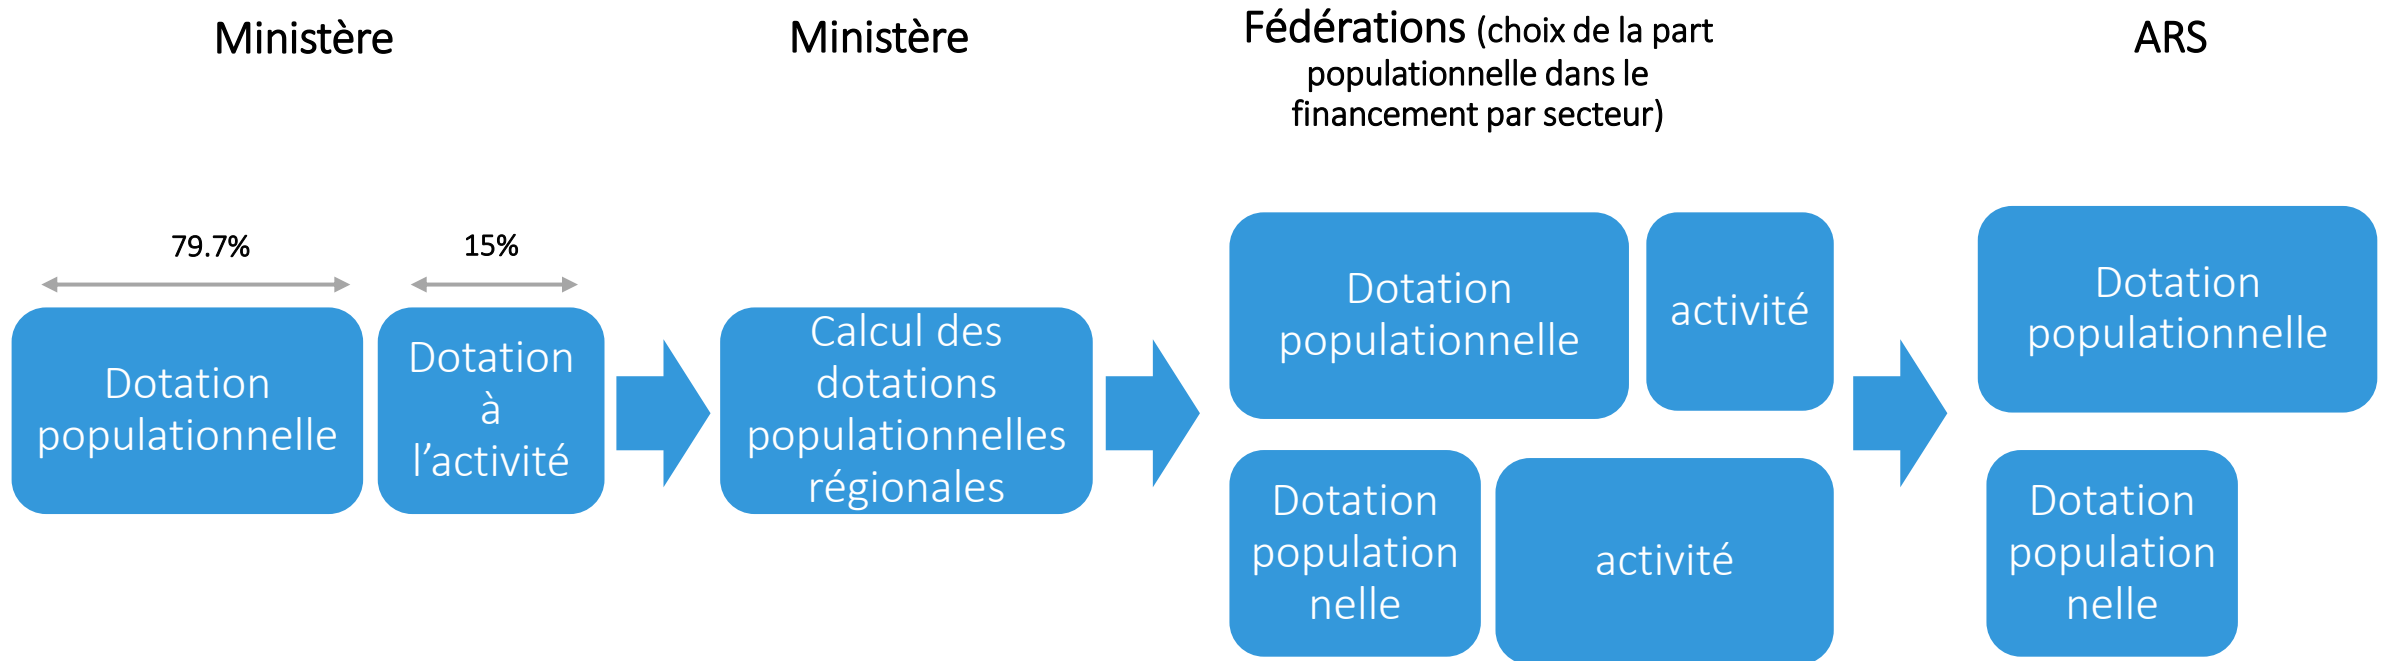 Ministère
Ministère
Fédérations (choix de la part
populationnelle dans le
financement par secteur)
ARS
79.7%
15%
Dotation
populationnelle
Dotation
à
l’activité
Calcul des
dotations
populationnelles
régionales
Dotation
populationnelle
activité
Dotation
population
nelle
activité
Dotation
populationnelle
Dotation
population
nelle